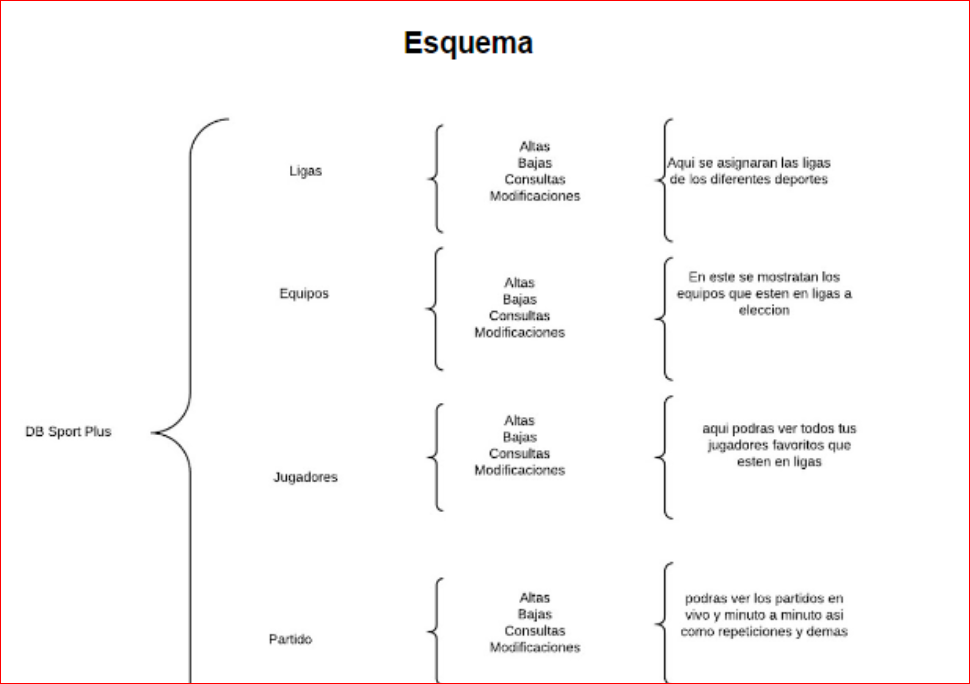 Esquema
DB Sport Plus
Ligas
Altas
Bajas
Consultas
Modificaciones
Aqui se asignaran las ligas
de los diferentes deportes
Equipos
Altas
Bajas
Consultas
Modificaciones
En este se mostratan los
equipos que esten en ligas a
eleccion
Jugadores
Altas
Bajas
Consultas
Modificaciones
aqui podras ver todos tus
jugadores favoritos que
esten en ligas
Partido
Altas
Bajas
Consultas
Modificaciones
podras ver los partidos en
vivo y minuto a minuto asi
como repeticiones y demas